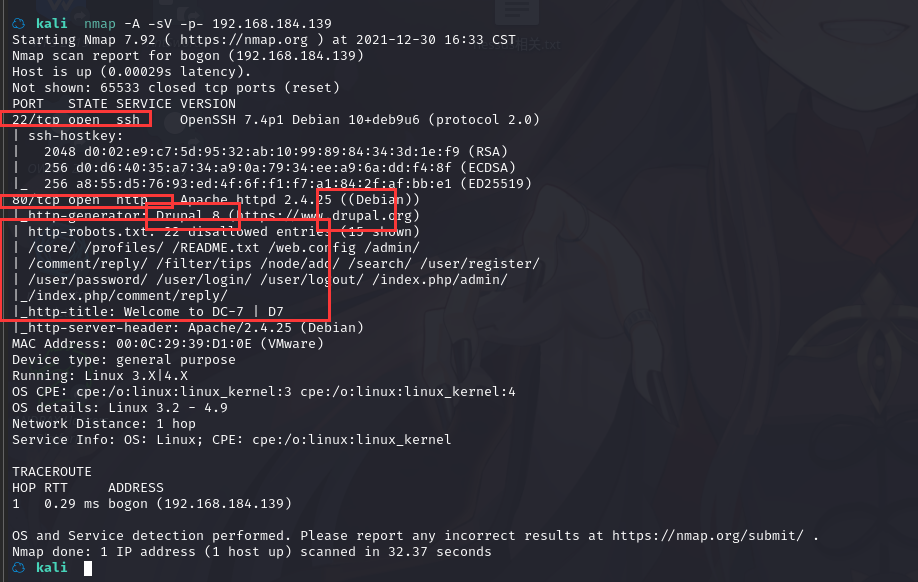 kali nmap -A -sV -p- 192.168.184.139
Starting Nmap 7.92 ( https://nmap.org ) at 2021-12-30 16:33 CST
Nmap scan report for bogon (192.168.184.139)
Host is up (0.00029s latency).
Not shown: 65533 closed tcp ports (reset)
PORT   STATE SERVICE VERSION
22/tcp open  ssh     OpenSSH 7.4p1 Debian 10+deb9u6 (protocol 2.0)
| ssh-hostkey:
|   2048 d0:02:e9:c7:5d:95:32:ab:10:99:89:84:34:3d:1e:f9 (RSA)
|   256 d0:d6:40:35:a7:34:a9:0a:79:34:ee:a9:6a:dd:f4:8f (ECDSA)
|_  256 a8:55:d5:76:93:ed:4f:6f:f1:f7:a1:84:2f:af:bb:e1 (ED25519)
80/tcp open  http    Apache httpd 2.4.25 ((Debian))
|_http-generator: Drupal 8 (https://www.drupal.org)
| http-robots.txt: 22 disallowed entries (15 shown)
| /core/ /profiles/ /README.txt /web.config /admin/
| /comment/reply/ /filter/tips /node/add/ /search/ /user/register/
| /user/password/ /user/login/ /user/logout/ /index.php/admin/
|_/index.php/comment/reply/
|_http-title: Welcome to DC-7 | D7
|_http-server-header: Apache/2.4.25 (Debian)
MAC Address: 00:0C:29:39:D1:0E (VMware)
Device type: general purpose
Running: Linux 3.X|4.X
OS CPE: cpe:/o:linux:linux_kernel:3 cpe:/o:linux:linux_kernel:4
OS details: Linux 3.2 - 4.9
Network Distance: 1 hop
Service Info: OS: Linux; CPE: cpe:/o:linux:linux_kernel

TRACEROUTE
HOP RTT     ADDRESS
1   0.29 ms bogon (192.168.184.139)

OS and Service detection performed. Please report any incorrect results at https://nmap.org/submit/ .
Nmap done: 1 IP address (1 host up) scanned in 32.37 seconds
kali